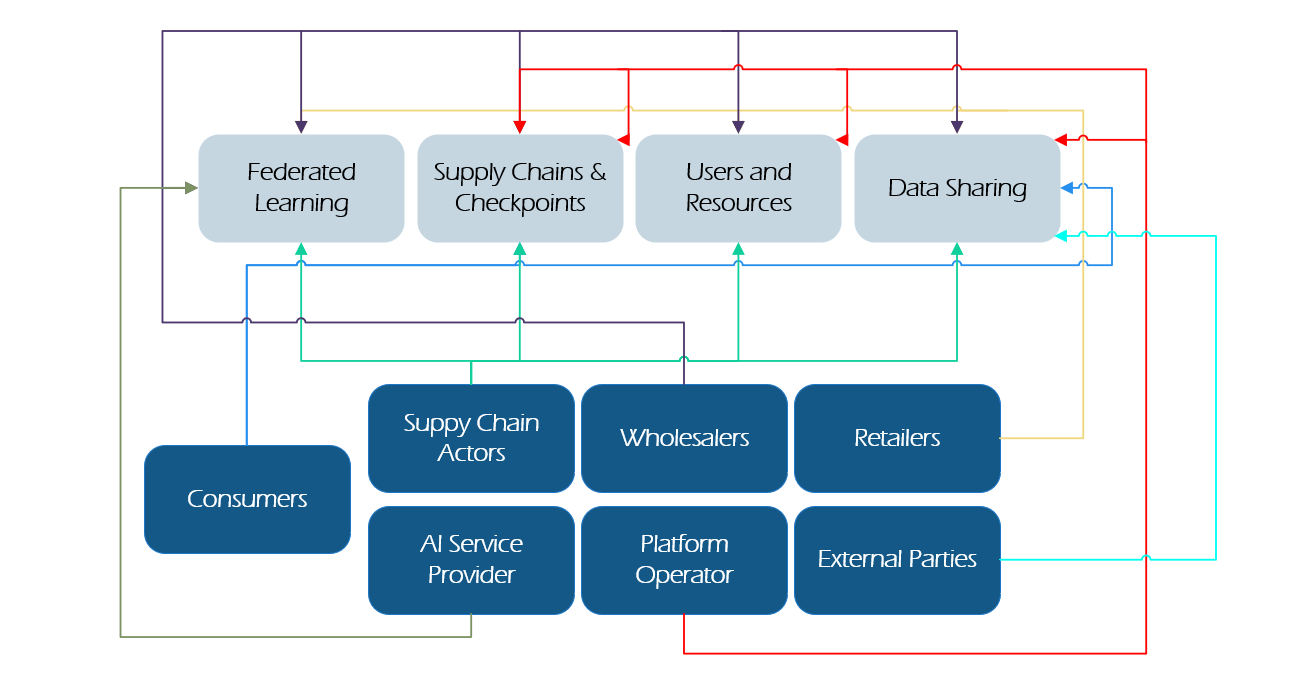 Federated
Learning
Supply Chains &
Checkpoints
Users and
Resources
Data Sharing
Suppy Chain
Actors
Wholesalers
Retailers
Consumers
AI Service
Provider
Platform
Operator
External Parties